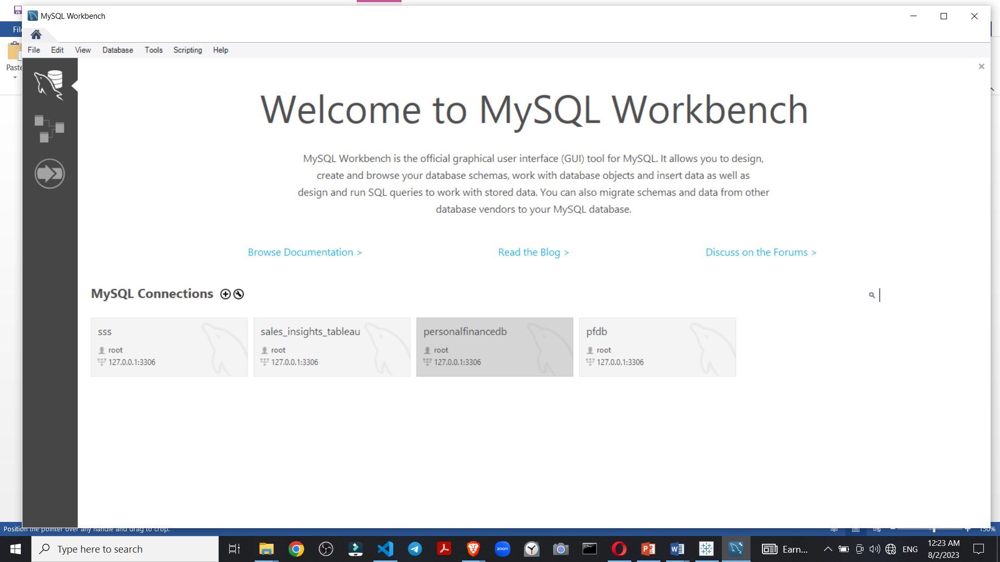 MySQL Workbench
File
File Edit View Database Tools Scripting Help
Paste
Welcome to MySQL Workbench
MySQL Workbench is the official graphical user interface (GUI) tool for MySQL. It allows you to design,
create and browse your database schemas, work with database objects and insert data as well as
design and run SQL queries to work with stored data. You can also migrate schemas and data from other
database vendors to your MySQL database.
Browse Documentation >
Read the Blog >
Discuss on the Forums >
MySQL Connections
sss
root
127.0.0.1:3306
sales_insights_tableau
root
127.0.0.1:3306
personalfinancedb
root
127.0.0.1:3306
pfdb
root
127.0.0.1:3306
Position the pointer over any handle and drag to crop.
130%
Type here to search
zoom
Earn...
ENG
12:23 AM
8/2/2023